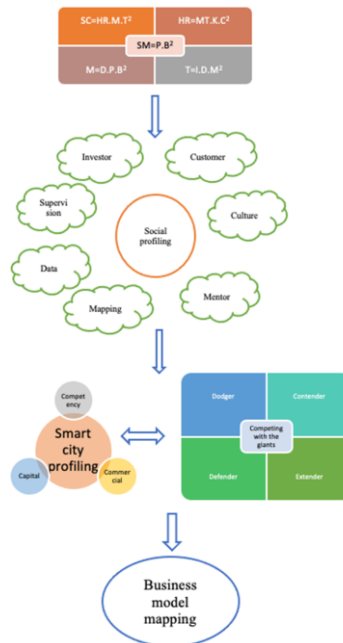 SC=HR.M.T²
HR=MT.K.C²
SM=P.B²
M=D.P.B²
T=I.D.M²
Investor
Customer
Supervi
sion
Social
profiling
Culture
Data
Mapping
Mentor
Compet
ency
Smart
city
profiling
Capital
Commer
cial
Dodger
Contender
Competing
with the
giants
Defender
Extender
Business
model
mapping